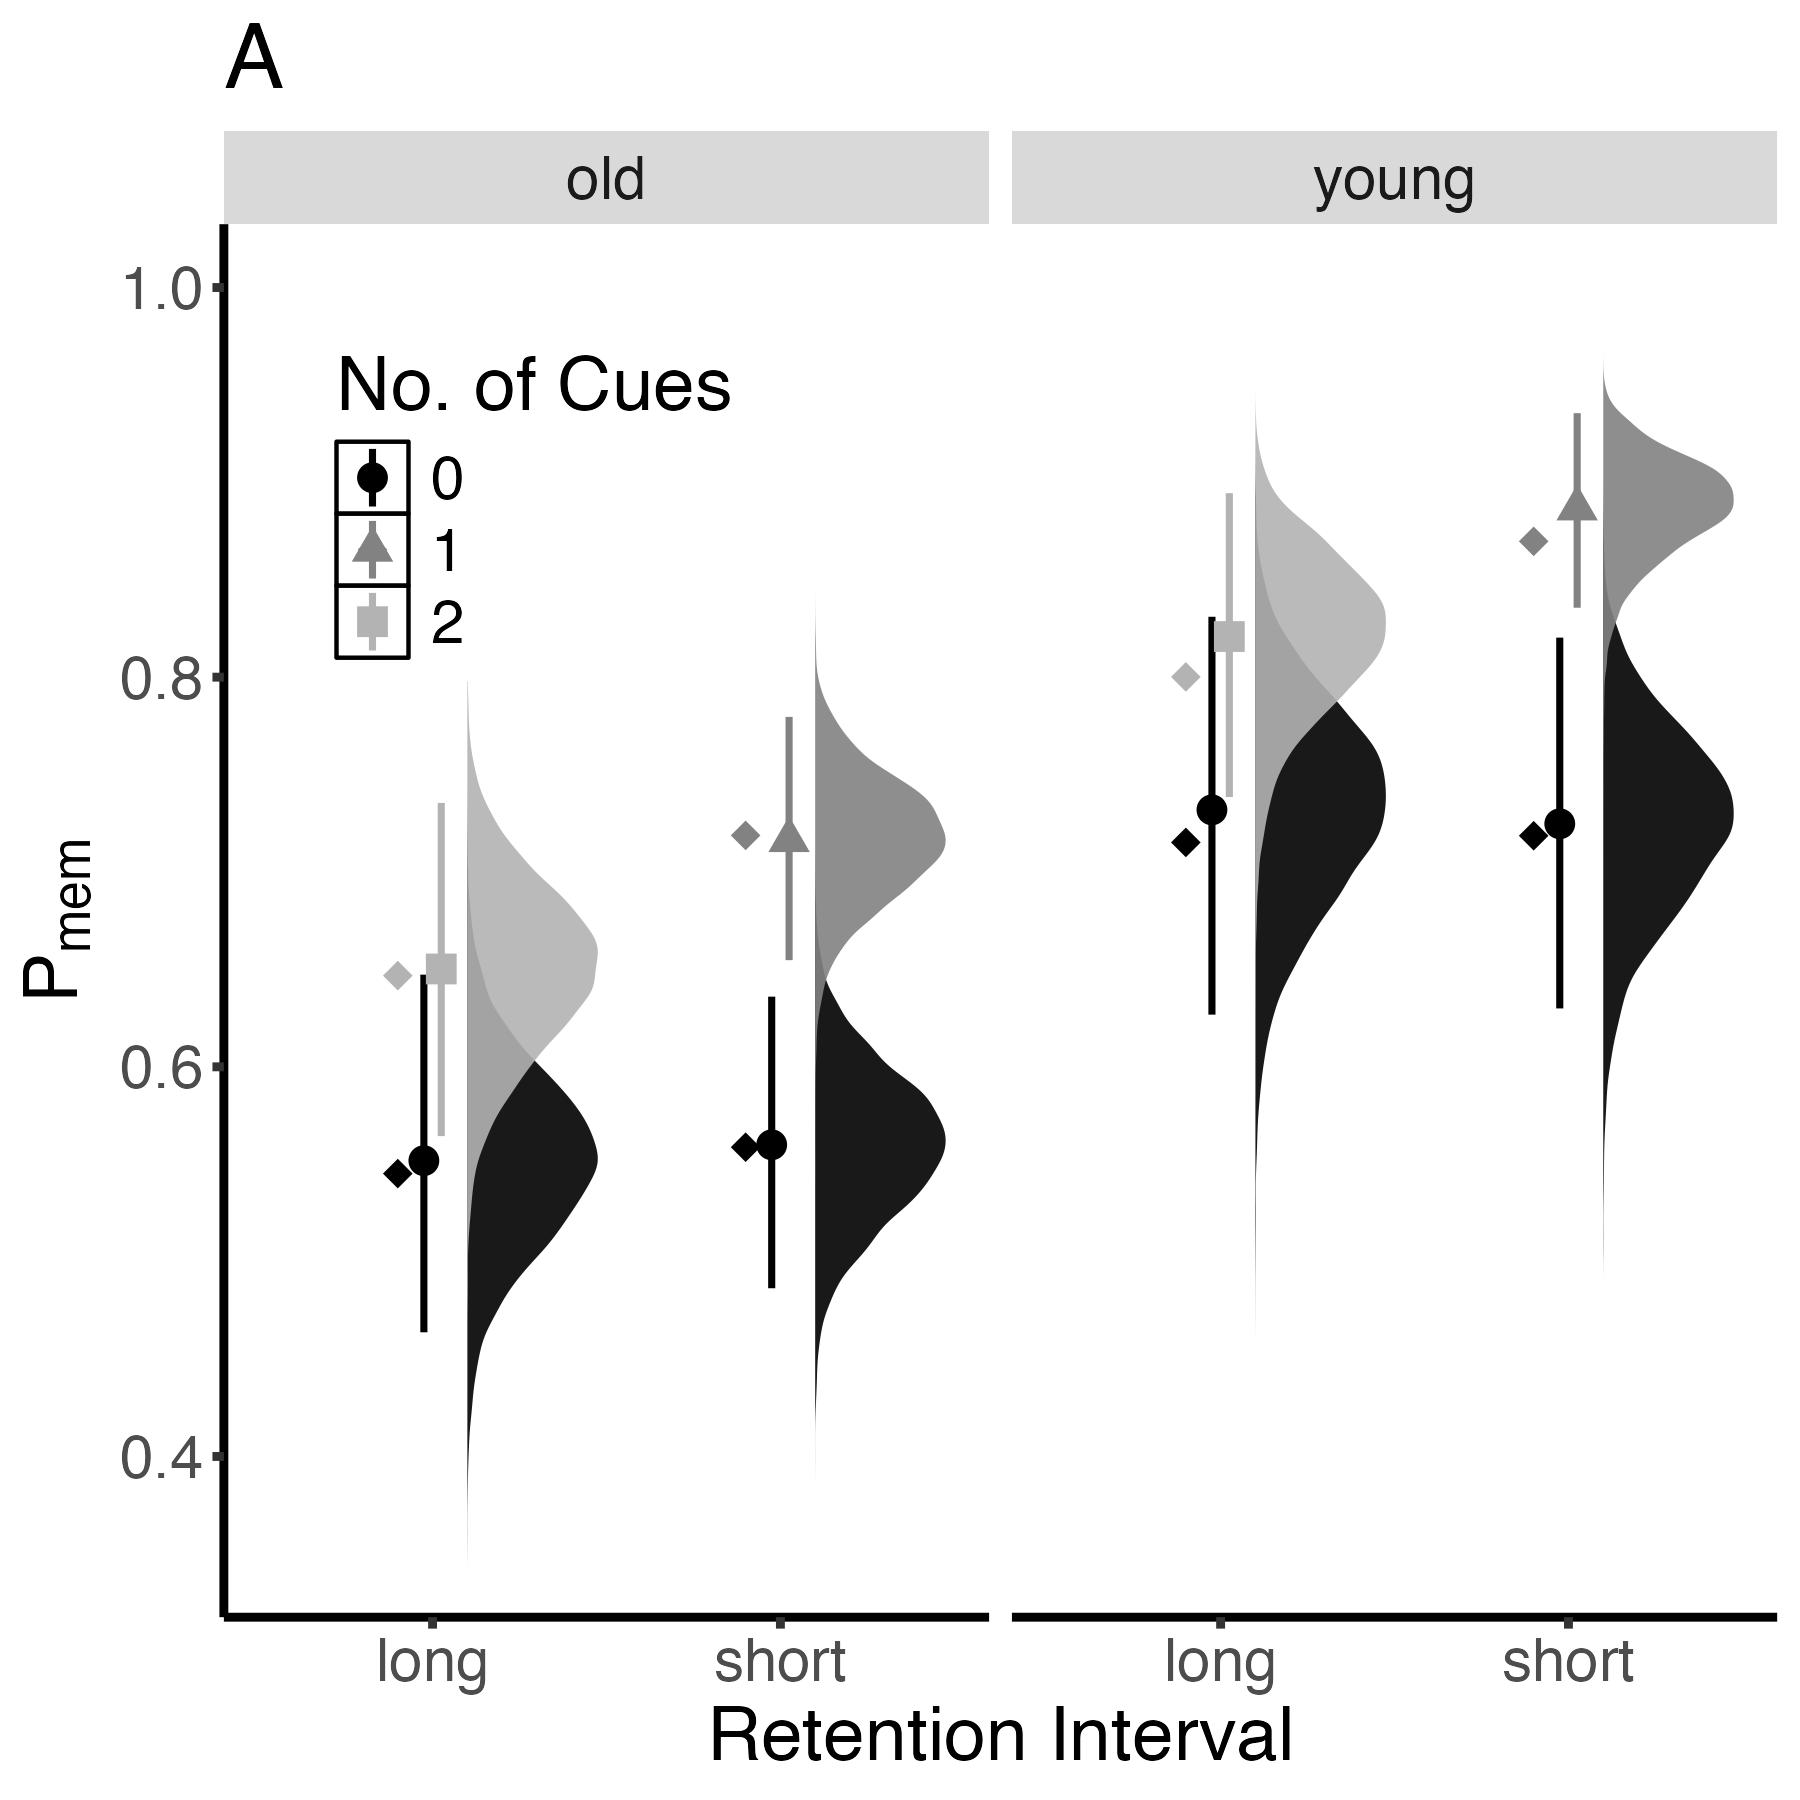 A
old
young
1.0
0.8
0.6
0.4
No. of Cues
0
1
2
Pmem
long
short
long
short
Retention Interval